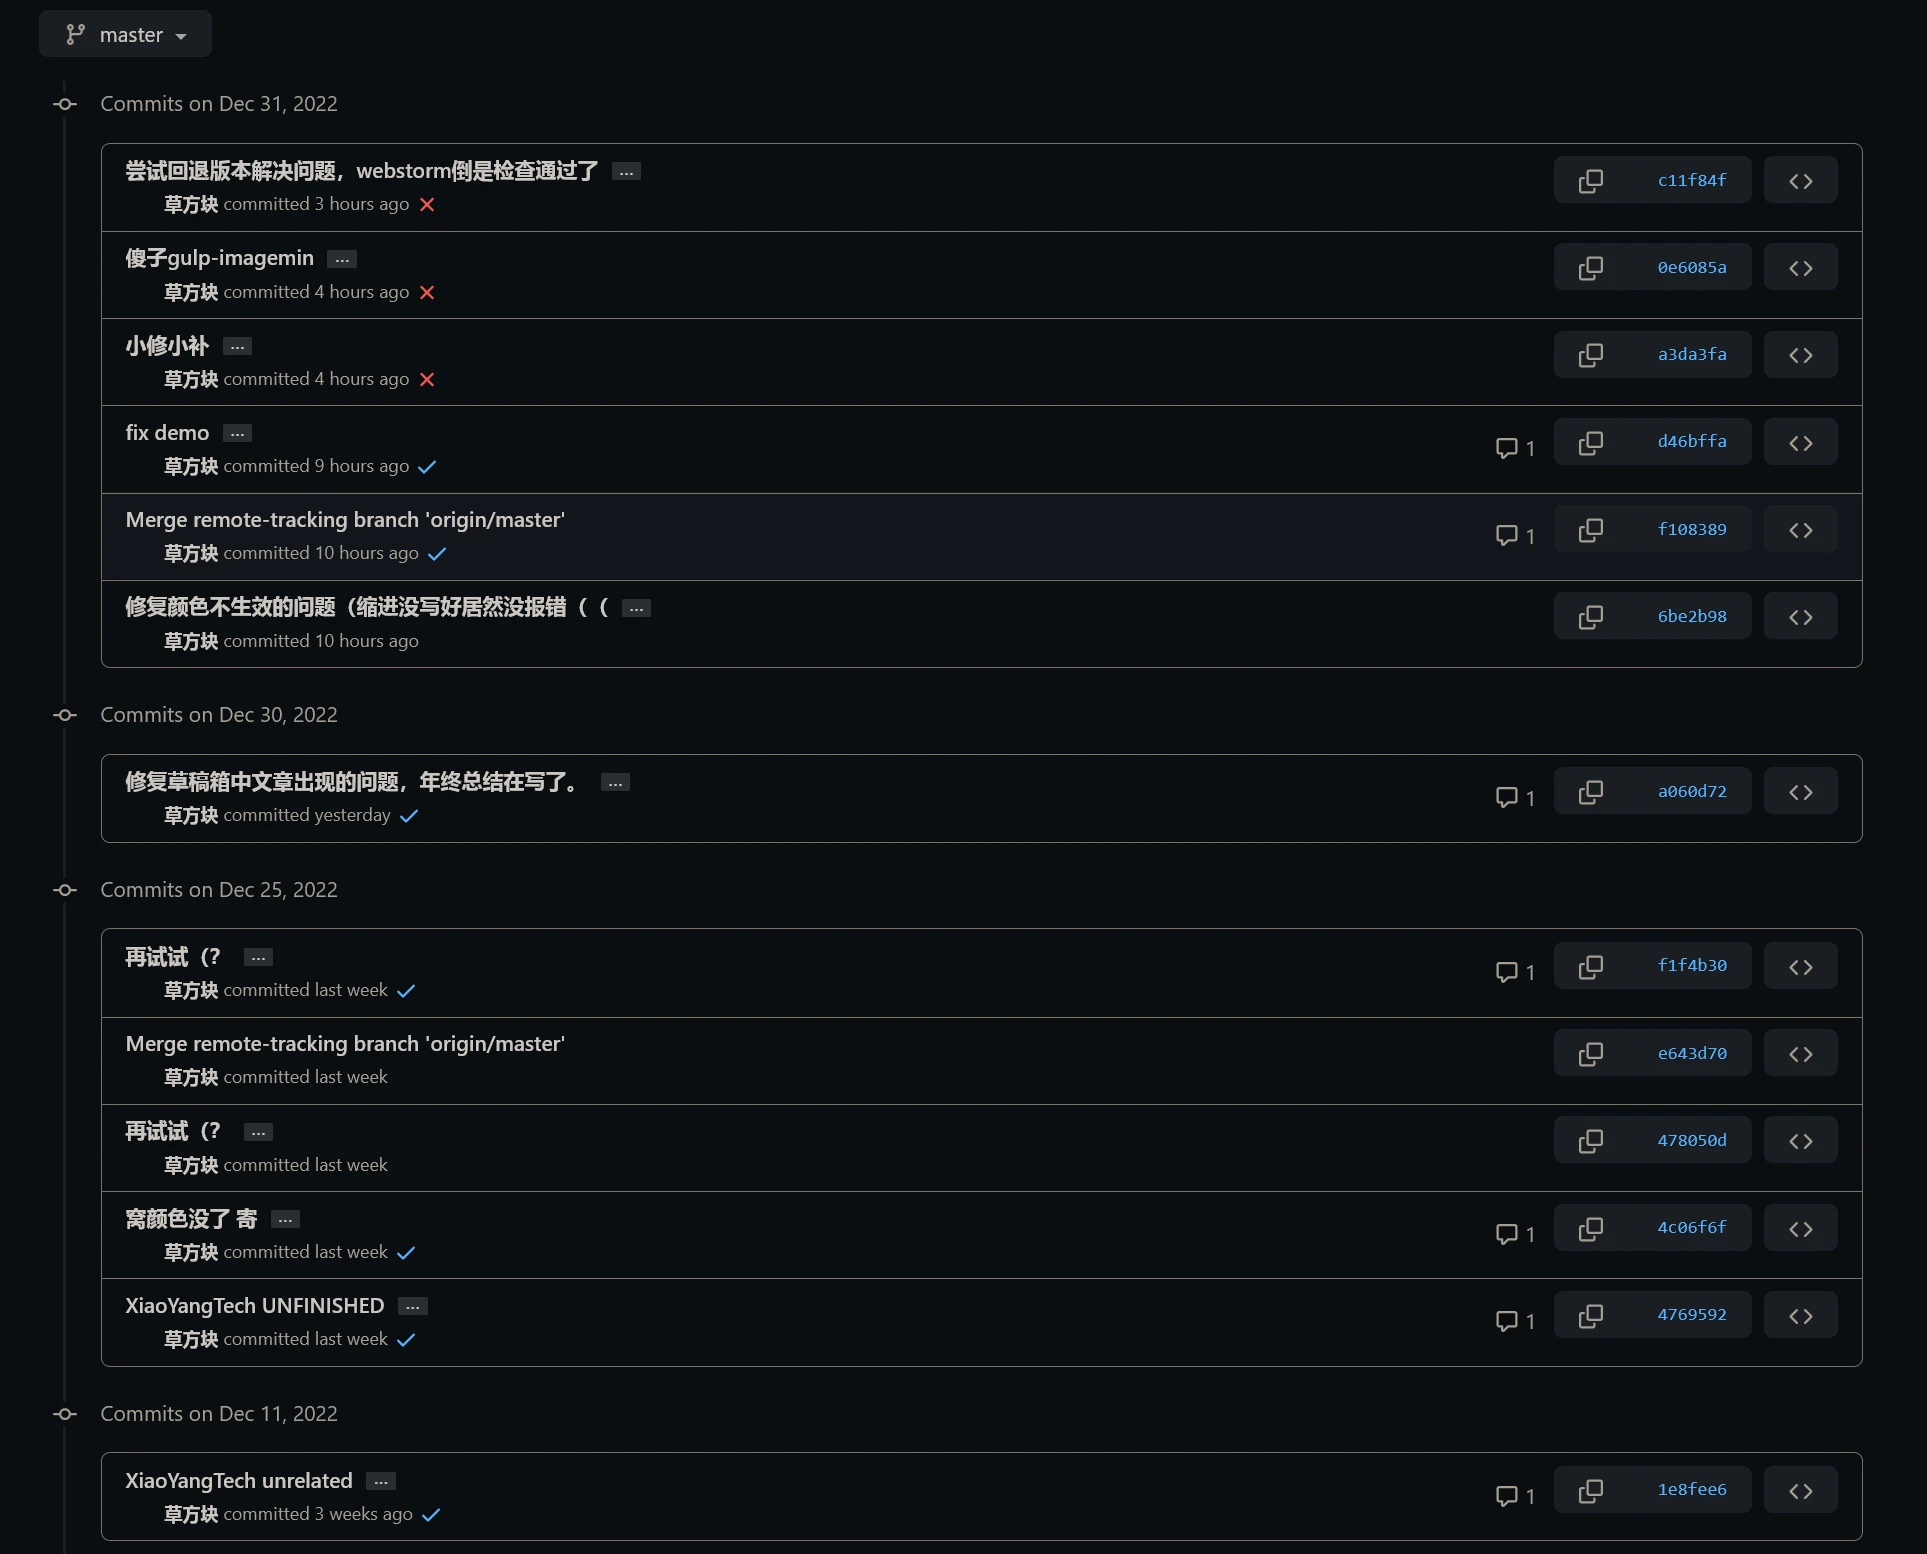 master
Commits on Dec 31, 2022
尝试回退版本解决问题，webstorm倒是检查通过了 …
c11f84f
草方块 committed 3 hours ago
傻子gulp-imagemin …
0e6085a
草方块 committed 4 hours ago
小修小补 …
a3da3fa
草方块 committed 4 hours ago
fix demo …
1 d46bffa
草方块 committed 9 hours ago
Merge remote-tracking branch 'origin/master'
1 f108389
草方块 committed 10 hours ago
修复颜色不生效的问题（缩进没写好居然没报错（（ …
6be2b98
草方块 committed 10 hours ago
Commits on Dec 30, 2022
修复草稿箱中文章出现的问题，年终总结在写了。 …
1 a060d72
草方块 committed yesterday
Commits on Dec 25, 2022
再试试（? …
1 f1f4b30
草方块 committed last week
Merge remote-tracking branch 'origin/master'
e643d70
草方块 committed last week
再试试（? …
478050d
草方块 committed last week
窝颜色没了 寄 …
1 4c06f6f
草方块 committed last week
XiaoYangTech UNFINISHED …
1 4769592
草方块 committed last week
Commits on Dec 11, 2022
XiaoYangTech unrelated …
1 1e8fee6
草方块 committed 3 weeks ago